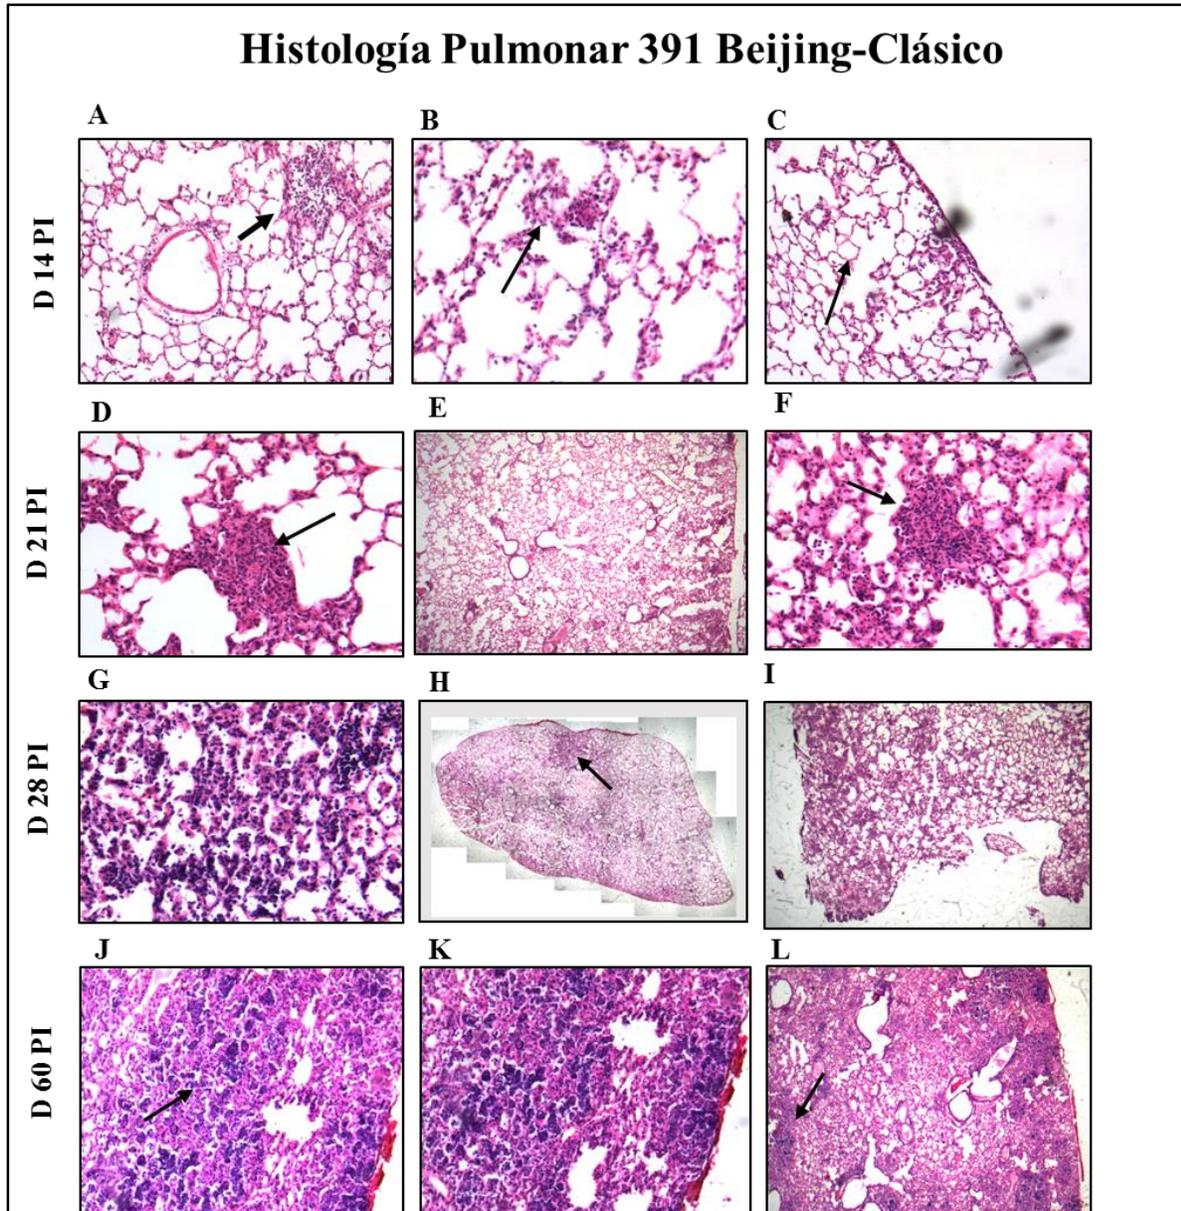 Histología Pulmonar 391 Beijing-Clásico
A B C
D 14 PI
D E F
D 21 PI
G H I
D 28 PI
J K L
D 60 PI